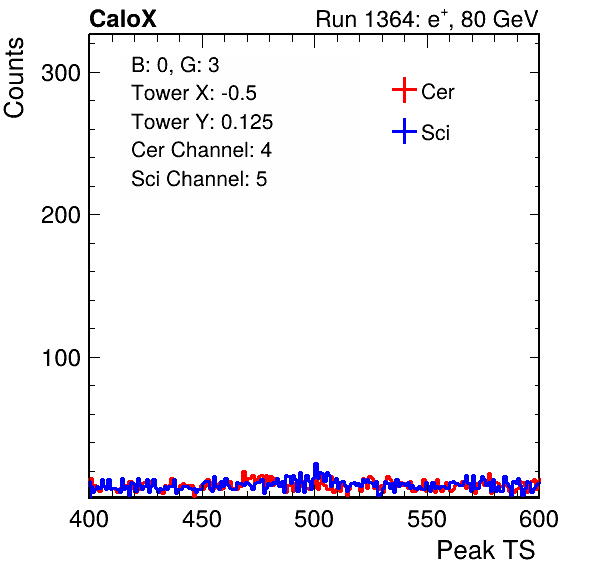 CaloX Run 1364: e+, 80 GeV
Counts
300
200
100
B: 0, G: 3
Tower X: -0.5
Tower Y: 0.125
Cer Channel: 4
Sci Channel: 5
Cer
Sci
400 450 500 550 600
Peak TS